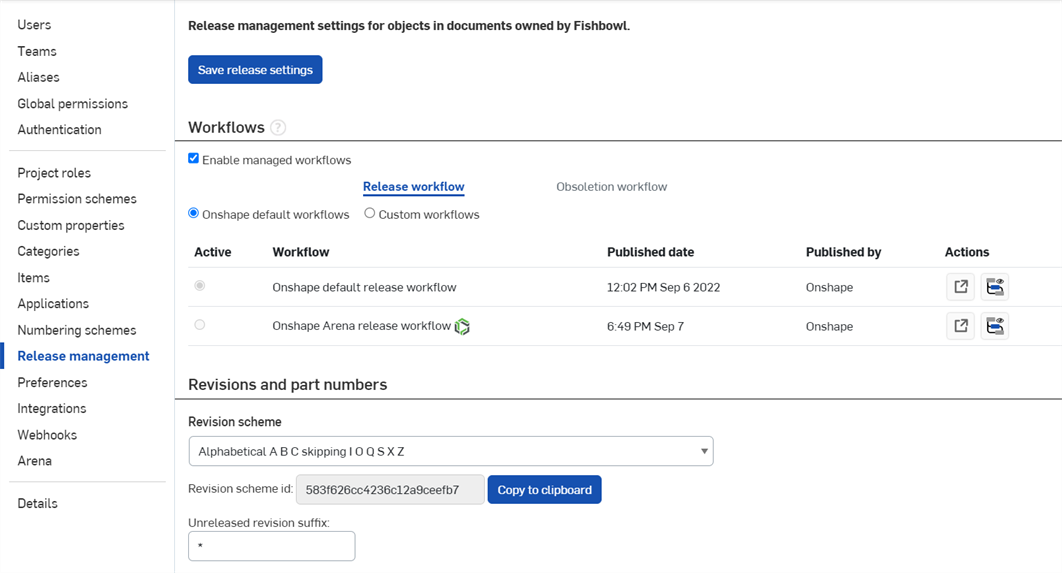 Users
Teams
Aliases
Global permissions
Authentication
Project roles
Permission schemes
Custom properties
Categories
Items
Applications
Numbering schemes
Release management
Preferences
Integrations
Webhooks
Arena
Details
Release management settings for objects in documents owned by Fishbowl.
Save release settings
Workflows ?
Enable managed workflows
Release workflow Obsoletion workflow
Onshape default workflows Custom workflows
Active Workflow Published date Published by Actions
Onshape default release workflow 12:02 PM Sep 6 2022 Onshape
Onshape Arena release workflow 6:49 PM Sep 7 Onshape
Revisions and part numbers
Revision scheme
Alphabetical A B C skipping I O Q S X Z
Revision scheme id: 583f626cc4236c12a9ceefb7 Copy to clipboard
Unreleased revision suffix:
*